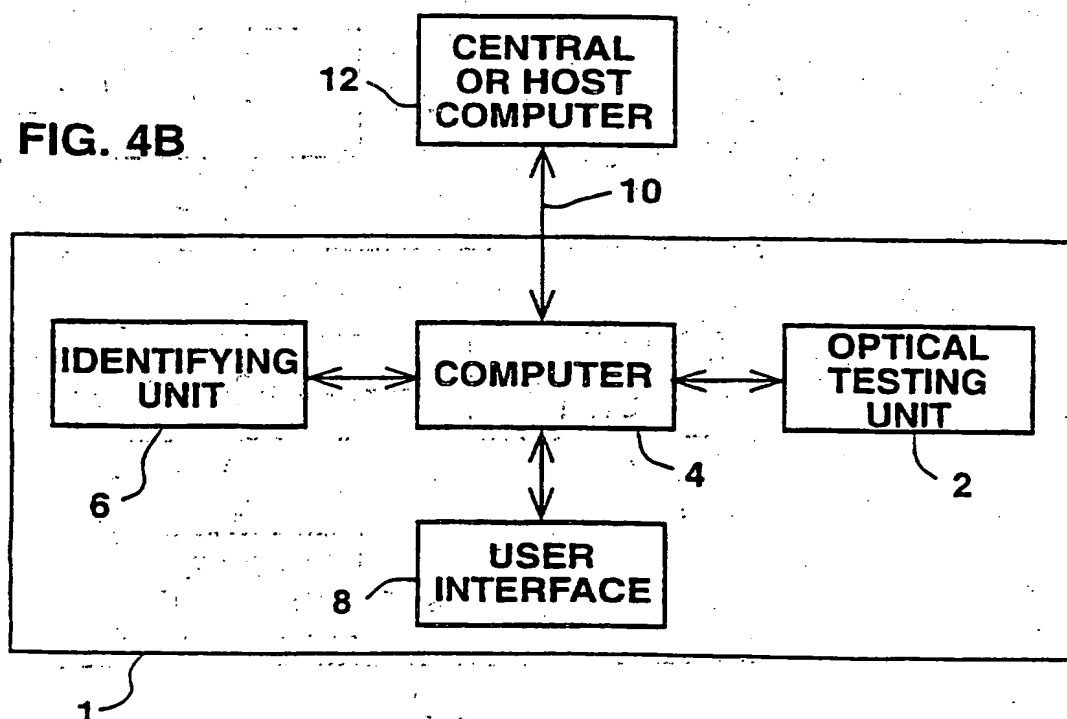 CENTRAL
OR HOST
COMPUTER
12
FIG. 4B
10
IDENTIFYING
UNIT
COMPUTER
OPTICAL
TESTING
UNIT
6
4
2
USER
INTERFACE
8
1